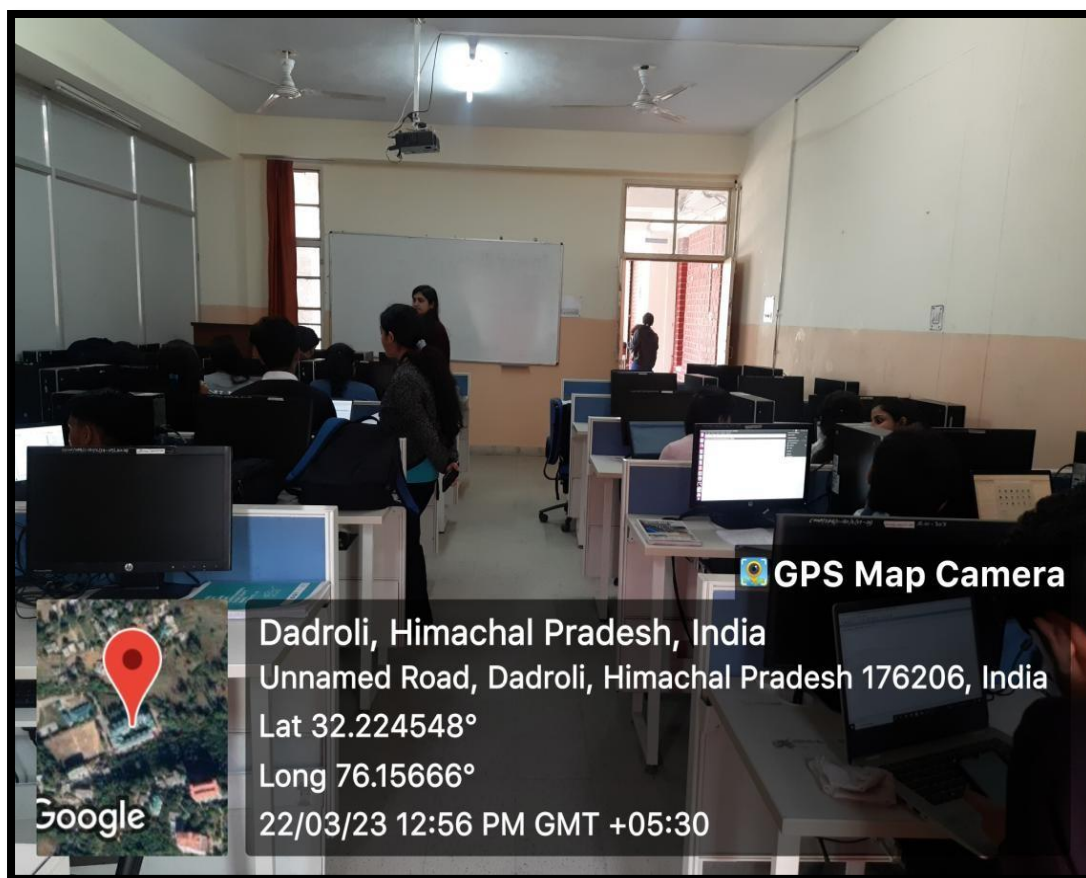 GPS Map Camera
Dadroli, Himachal Pradesh, India
Unnamed Road, Dadroli, Himachal Pradesh 176206, India
Lat 32.224548°
Long 76.15666°
22/03/23 12:56 PM GMT +05:30
Google
hp